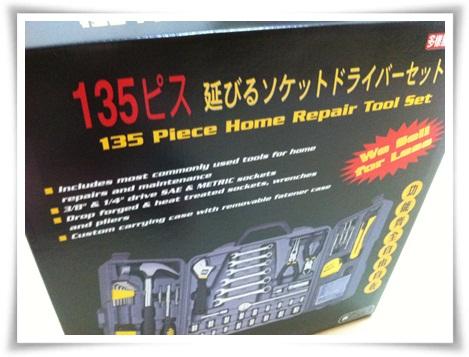 135ピス 延びるソケットドライバーセット
135 Piece Home Repair Tool Set
We Sell
for Less
Includes most commonly used tools for home
repairs and maintenance
3/8" & 1/4" drive SAE & METRIC sockets
Drop forged & heat treated sockets, wrenches
and pliers
Custom carrying case with removable fatener case